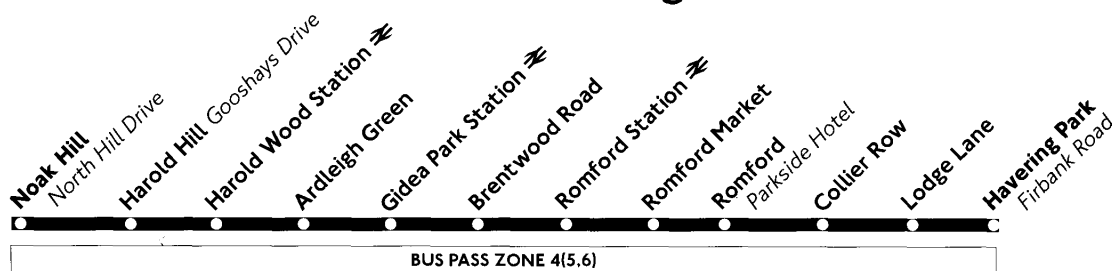 Noak Hill
North Hill Drive
Harold Hill Gooshays Drive
Harold Wood Station
Ardleigh Green
Gidea Park Station
Brentwood Road
Romford Station
Romford Market
Romford
Parkside Hotel
Collier Row
Lodge Lane
Havering Park
Firbank Road
BUS PASS ZONE 4(5,6)